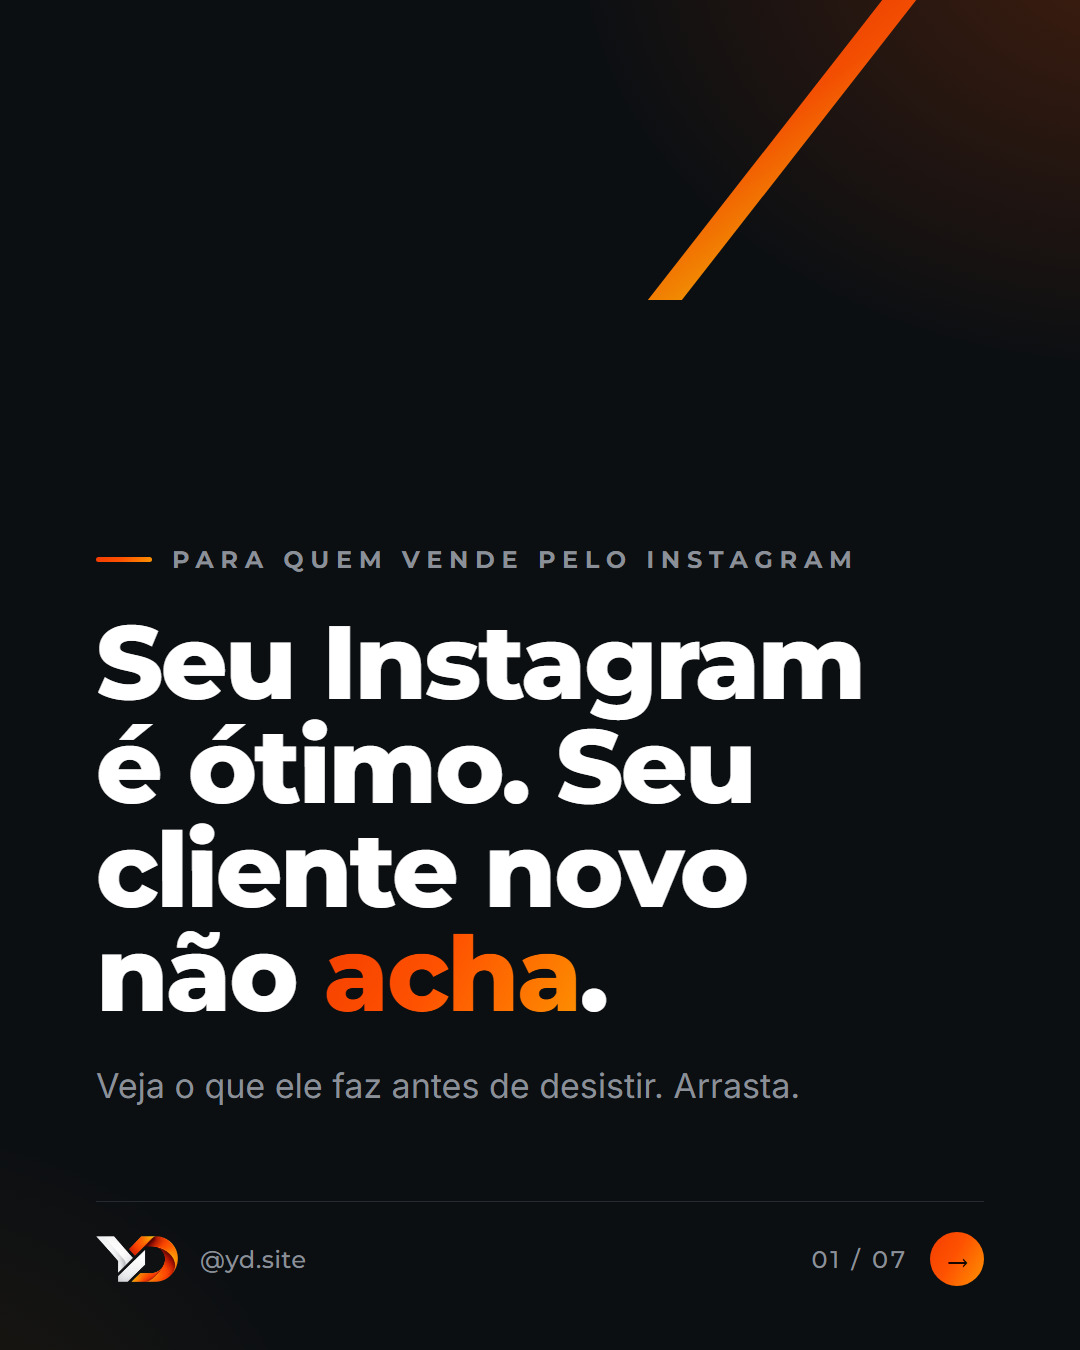 PARA QUEM VENDE PELO INSTAGRAM
Seu Instagram
é ótimo. Seu
cliente novo
não acha.
Veja o que ele faz antes de desistir. Arrasta.
YD @yd.site 01 / 07 →